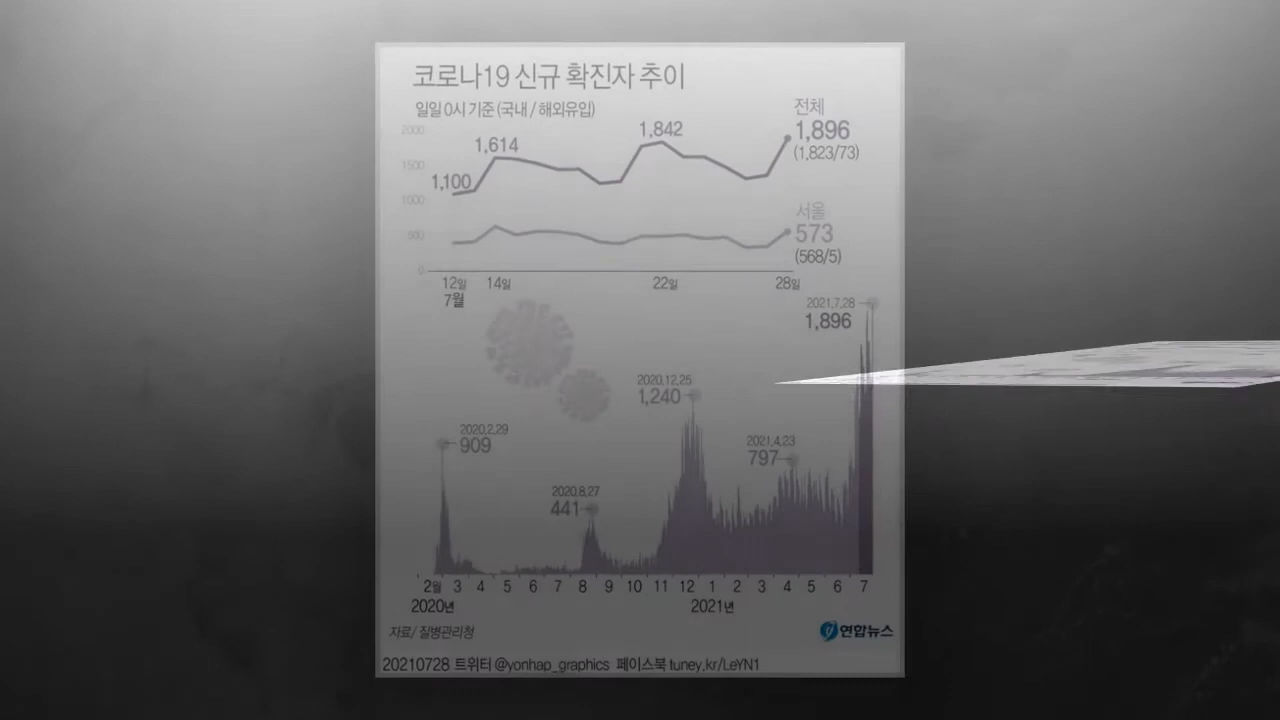 코로나19 신규 확진자 추이
일일 0시 기준 (국내 / 해외유입)
전체
1,896
(1,823/73)
2000
1,842
1,614
1500
1,100
1000
서울
573
(568/5)
500
0
12일 14일 22일 28일
7월
2021.7.28
1,896
2020.12.25
1,240
2020.2.29
909
2021.4.23
797
2020.8.27
441
2월 3 4 5 6 7 8 9 10 11 12 1 2 3 4 5 6 7
2020년 2021년
자료/ 질병관리청
연합뉴스
20210728 트위터 @yonhap_graphics 페이스북 tuney.kr/LeYN1